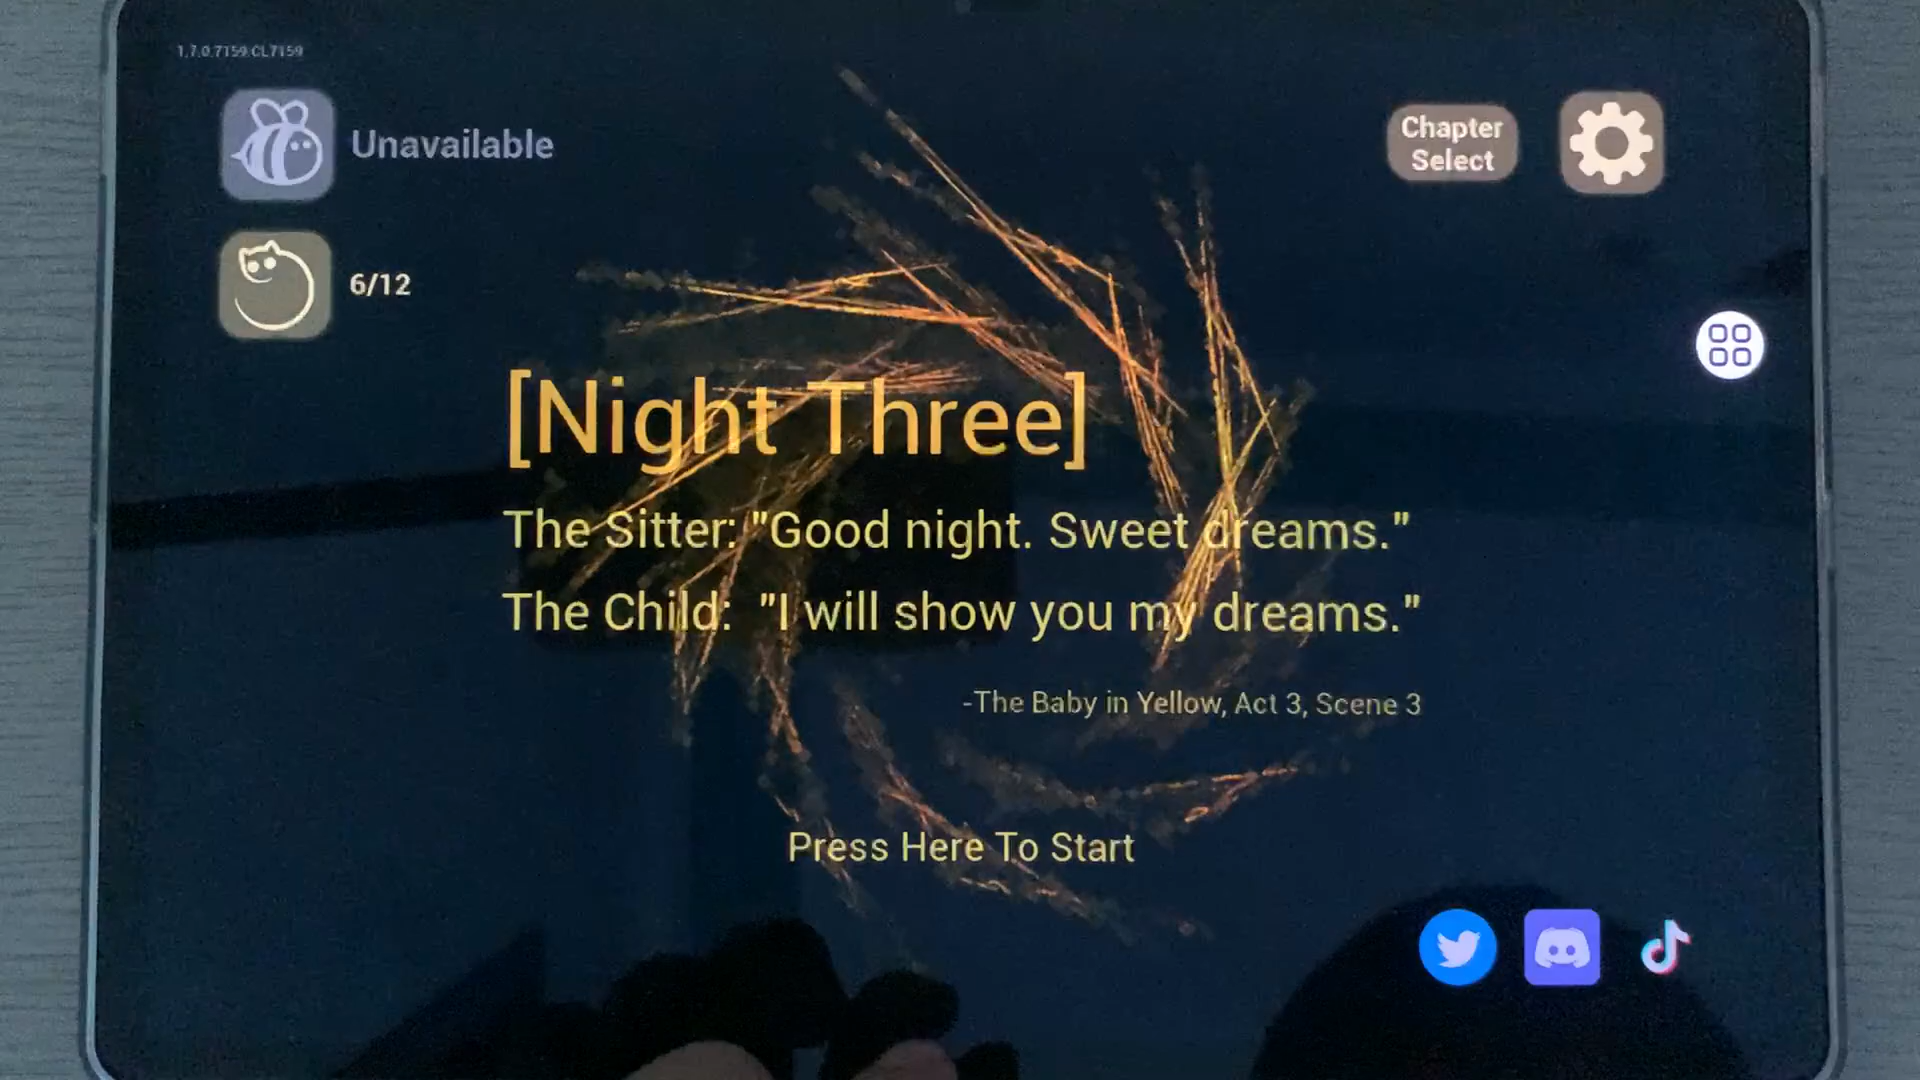 1.7.0.7159.CL7159
Unavailable
Chapter
Select
6/12
[Night Three]
The Sitter: "Good night. Sweet dreams."
The Child: "I will show you my dreams."
-The Baby in Yellow, Act 3, Scene 3
Press Here To Start